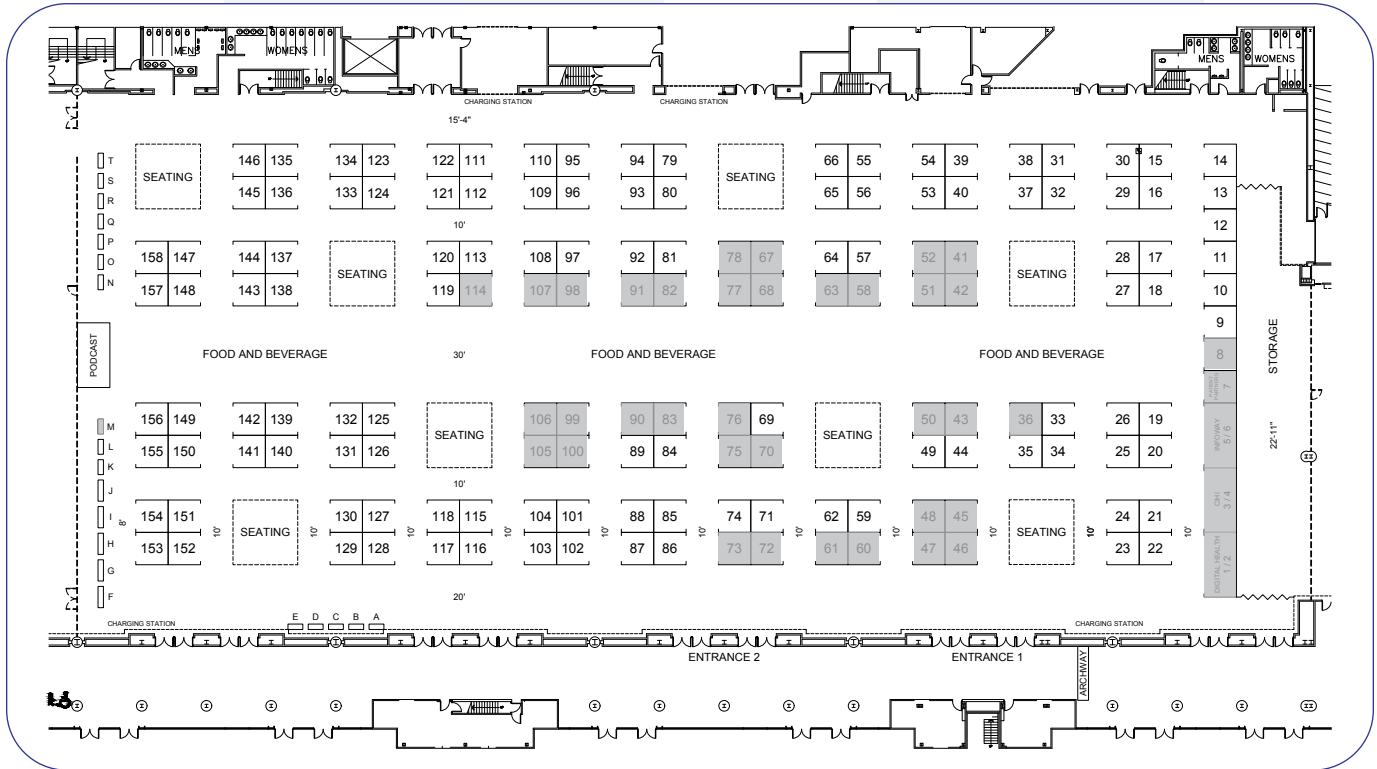 MENS WOMENS
MENS WOMENS
CHARGING STATION CHARGING STATION
15'-4"
T SEATING 146 135 134 123 122 111 110 95 94 79 SEATING 66 55 54 39 38 31 30 15 14
S
R 145 136 133 124 121 112 109 96 93 80 65 56 53 40 37 32 29 16 13
Q 10' 12
P
O 158 147 144 137 SEATING 120 113 108 97 92 81 78 67 64 57 52 41 SEATING 28 17 11
N 157 148 143 138 119 114 107 98 91 82 77 68 63 58 51 42 27 18 10
9
PODCAST FOOD AND BEVERAGE 30' FOOD AND BEVERAGE FOOD AND BEVERAGE 8 STORAGE
PATIENT PARTNERS 7
M 156 149 142 139 132 125 SEATING 106 99 90 83 76 69 SEATING 50 43 36 33 26 19 INFOWAY 5 / 6 22'-11"
L 155 150 141 140 131 126 105 100 89 84 75 70 49 44 35 34 25 20
K
J 10'
CIHI 3 / 4
I 8' 154 151 10' SEATING 10' 130 127 10' 118 115 10' 104 101 10' 88 85 10' 74 71 10' 62 59 10' 48 45 10' SEATING 10' 24 21 10'
H 153 152 129 128 117 116 103 102 87 86 73 72 61 60 47 46 23 22
DIGITAL HEALTH 1 / 2
G
F 20'
CHARGING STATION E D C B A CHARGING STATION
ENTRANCE 2 ENTRANCE 1
ARCHWAY